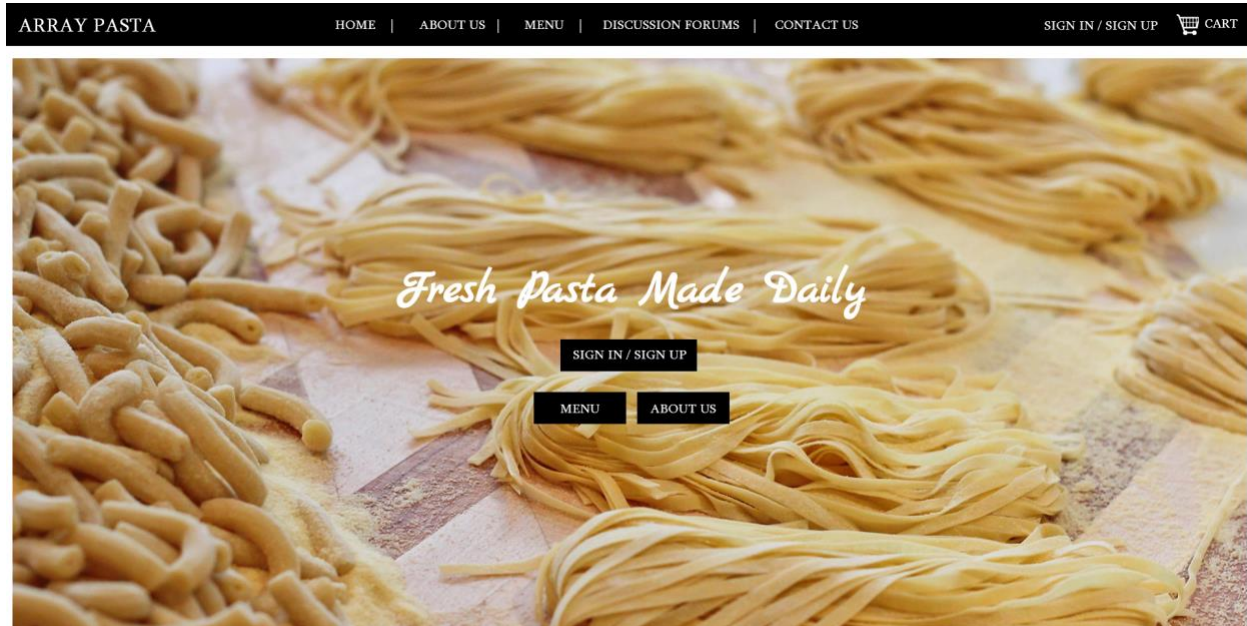 ARRAY PASTA HOME | ABOUT US | MENU | DISCUSSION FORUMS | CONTACT US SIGN IN / SIGN UP CART
Fresh Pasta Made Daily
SIGN IN / SIGN UP
MENU ABOUT US